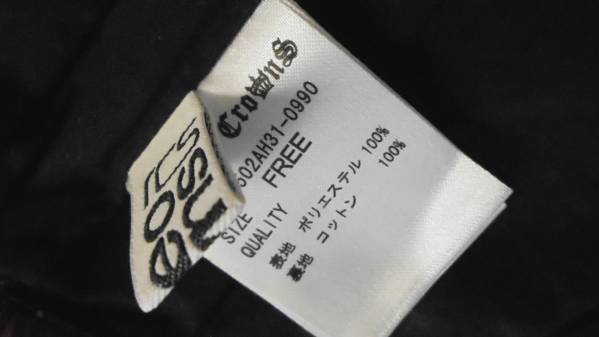 CroWnS
602AH31-0990
SIZE FREE
QUALITY
表地 ポリエステル 100%
裏地 コットン 100%